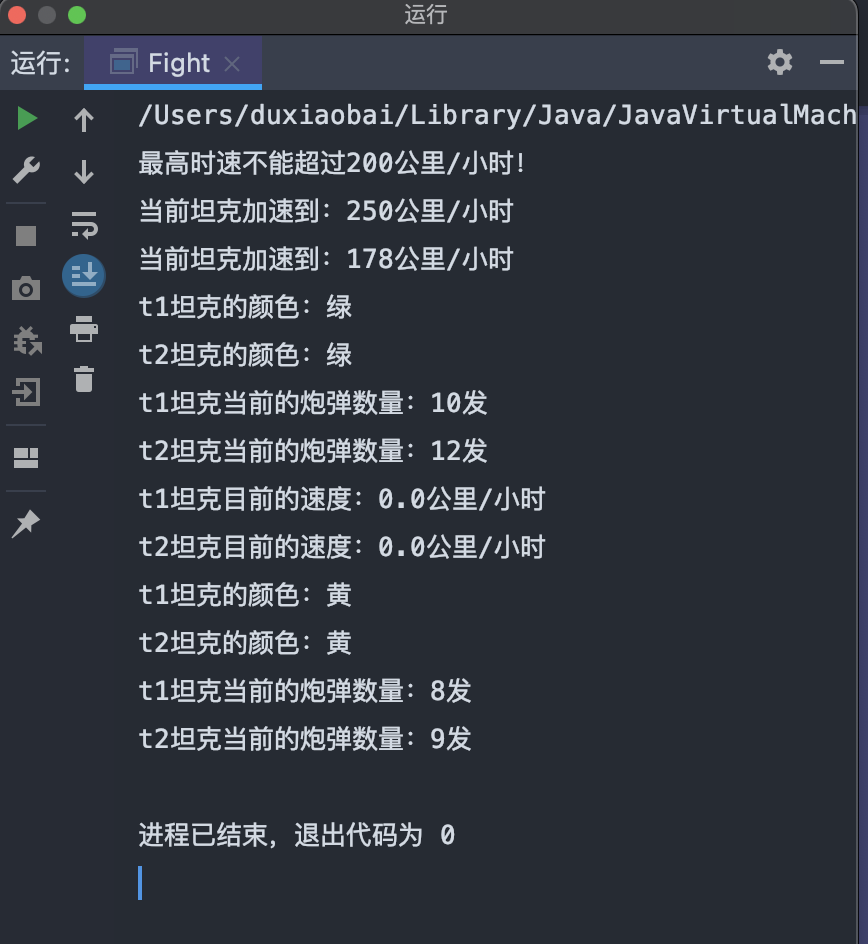 运行
运行:
Fight
/Users/duxiaobai/Library/Java/JavaVirtualMach
最高时速不能超过200公里/小时!
当前坦克加速到: 250公里/小时
当前坦克加速到: 178公里/小时
t1坦克的颜色: 绿
t2坦克的颜色: 绿
t1坦克当前的炮弹数量: 10发
t2坦克当前的炮弹数量: 12发
t1坦克目前的速度: 0.0公里/小时
t2坦克目前的速度: 0.0公里/小时
t1坦克的颜色: 黄
t2坦克的颜色: 黄
t1坦克当前的炮弹数量: 8发
t2坦克当前的炮弹数量: 9发
进程已结束,退出代码为 0